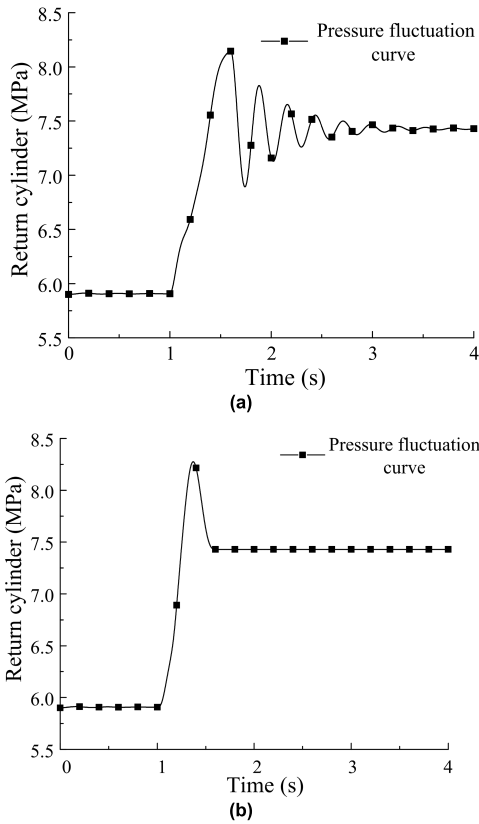 Pressure fluctuation
curve
Return cylinder (MPa)
8.5
8.0
7.5
7.0
6.5
6.0
5.5
0 1 2 3 4
Time (s)
(a)
Pressure fluctuation
curve
Return cylinder (MPa)
8.5
8.0
7.5
7.0
6.5
6.0
5.5
0 1 2 3 4
Time (s)
(b)